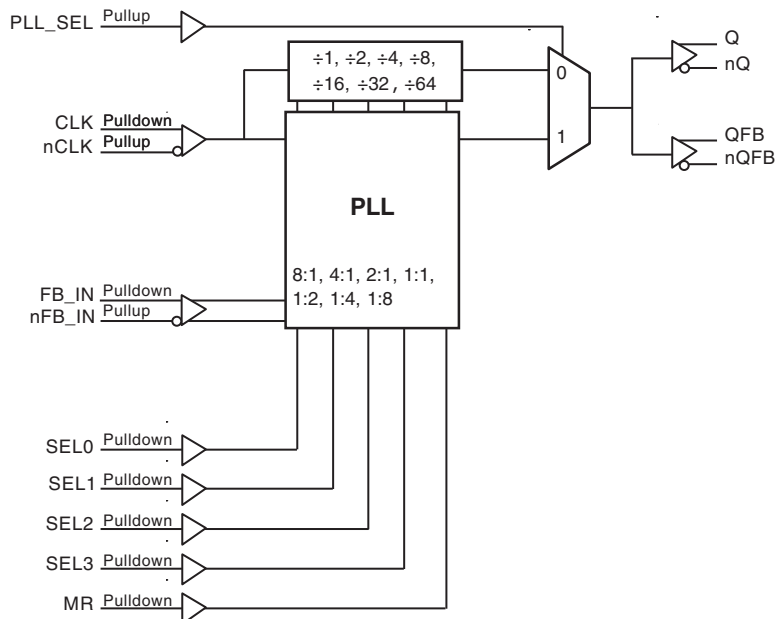 PLL_SEL Pullup
÷1, ÷2, ÷4, ÷8,
÷16, ÷32, ÷64
0
1
Q
nQ
QFB
nQFB
CLK Pulldown
nCLK Pullup
PLL
8:1, 4:1, 2:1, 1:1,
1:2, 1:4, 1:8
FB_IN Pulldown
nFB_IN Pullup
SEL0 Pulldown
SEL1 Pulldown
SEL2 Pulldown
SEL3 Pulldown
MR Pulldown